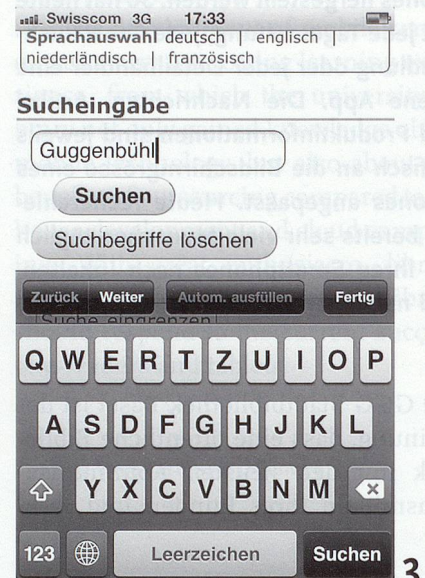 Swisscom 3G 17:33
Sprachauswahl deutsch | englisch
niederländisch | französisch
Sucheingabe
Guggenbühl
Suchen
Suchbegriffe löschen
Zurück Weiter Autom. ausfüllen Fertig
[Suche eingrenzen]
Q W E R T Z U I O P
A S D F G H J K L
Y X C V B N M
123 Leerzeichen Suchen
3